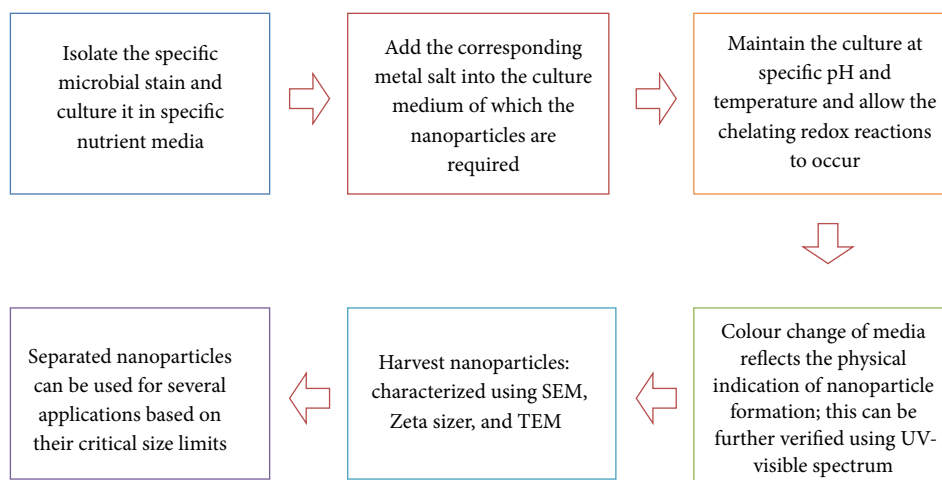 Isolate the specific
microbial stain and
culture it in specific
nutrient media
Add the corresponding
metal salt into the culture
medium of which the
nanoparticles are
required
Maintain the culture at
specific pH and
temperature and allow the
chelating redox reactions
to occur
Colour change of media
reflects the physical
indication of nanoparticle
formation; this can be
further verified using UV-
visible spectrum
Harvest nanoparticles:
characterized using SEM,
Zeta sizer, and TEM
Separated nanoparticles
can be used for several
applications based on
their critical size limits